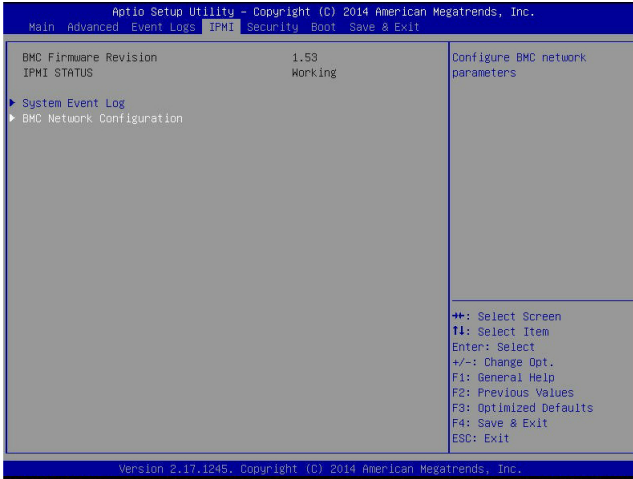 Aptio Setup Utility – Copyright (C) 2014 American Megatrends, Inc.
Main Advanced Event Logs IPMI Security Boot Save & Exit
BMC Firmware Revision 1.53
IPMI STATUS Working
System Event Log
BMC Network Configuration
Configure BMC network
parameters
→←: Select Screen
↑↓: Select Item
Enter: Select
+/-: Change Opt.
F1: General Help
F2: Previous Values
F3: Optimized Defaults
F4: Save & Exit
ESC: Exit
Version 2.17.1245. Copyright (C) 2014 American Megatrends, Inc.